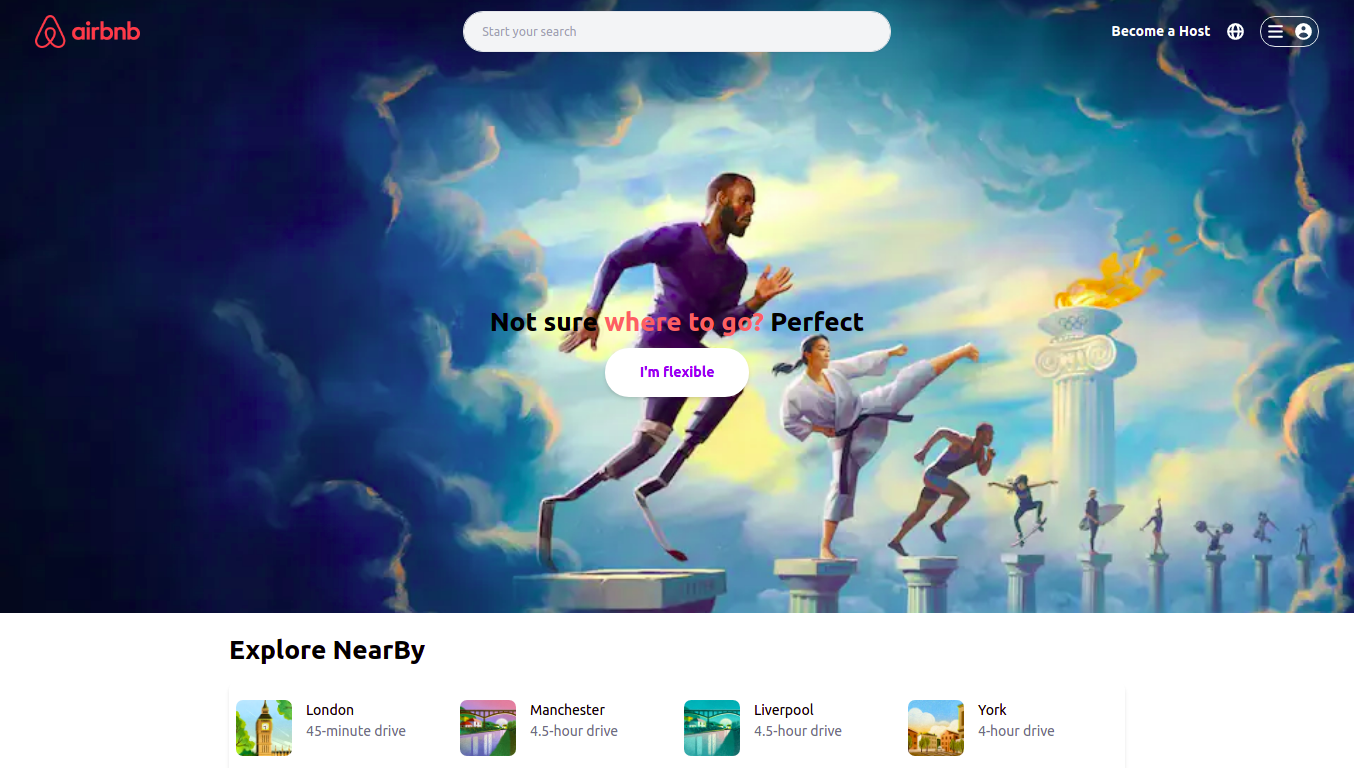 airbnb
Start your search
Become a Host
Not sure where to go? Perfect
I'm flexible
Explore NearBy
London
45-minute drive
Manchester
4.5-hour drive
Liverpool
4.5-hour drive
York
4-hour drive